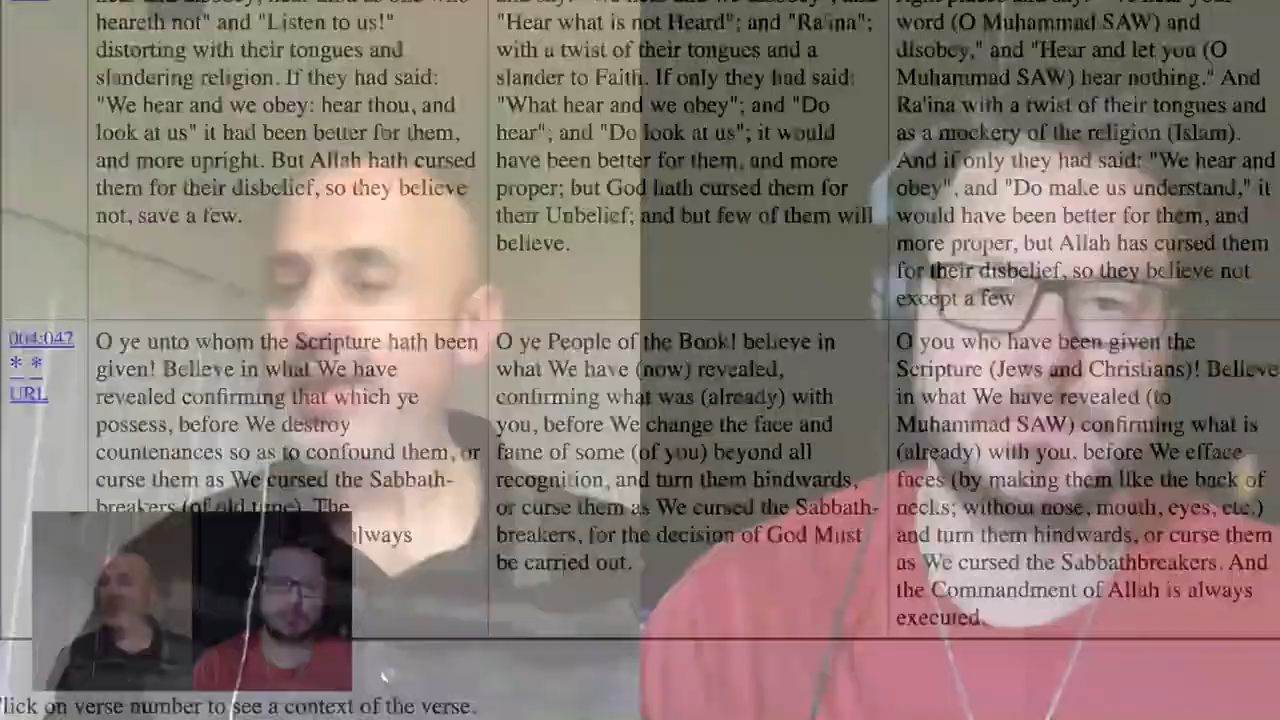 heareth not" and "Listen to us!"
distorting with their tongues and
slandering religion. If they had said:
"We hear and we obey: hear thou, and
look at us" it had been better for them,
and more upright. But Allah hath cursed
them for their disbelief, so they believe
not, save a few.
"Hear what is not Heard"; and "Ra'ina";
with a twist of their tongues and a
slander to Faith. If only they had said:
"What hear and we obey"; and "Do
hear"; and "Do look at us"; it would
have been better for them, and more
proper; but God hath cursed them for
their Unbelief; and but few of them will
believe.
word (O Muhammad SAW) and
disobey," and "Hear and let you (O
Muhammad SAW) hear nothing." And
Ra'ina with a twist of their tongues and
as a mockery of the religion (Islam).
And if only they had said: "We hear and
obey", and "Do make us understand," it
would have been better for them, and
more proper, but Allah has cursed them
for their disbelief, so they believe not
except a few
004:047
* *
URL
O ye unto whom the Scripture hath been
given! Believe in what We have
revealed confirming that which ye
possess, before We destroy
countenances so as to confound them, or
curse them as We cursed the Sabbath-
breakers (of old time). The
always
O ye People of the Book! believe in
what We have (now) revealed,
confirming what was (already) with
you, before We change the face and
fame of some (of you) beyond all
recognition, and turn them hindwards,
or curse them as We cursed the Sabbath-
breakers, for the decision of God Must
be carried out.
O you who have been given the
Scripture (Jews and Christians)! Believe
in what We have revealed (to
Muhammad SAW) confirming what is
(already) with you. before We efface
faces (by making them like the back of
necks; without nose, mouth, eyes, etc.)
and turn them hindwards, or curse them
as We cursed the Sabbathbreakers. And
the Commandment of Allah is always
executed.
lick on verse number to see a context of the verse.